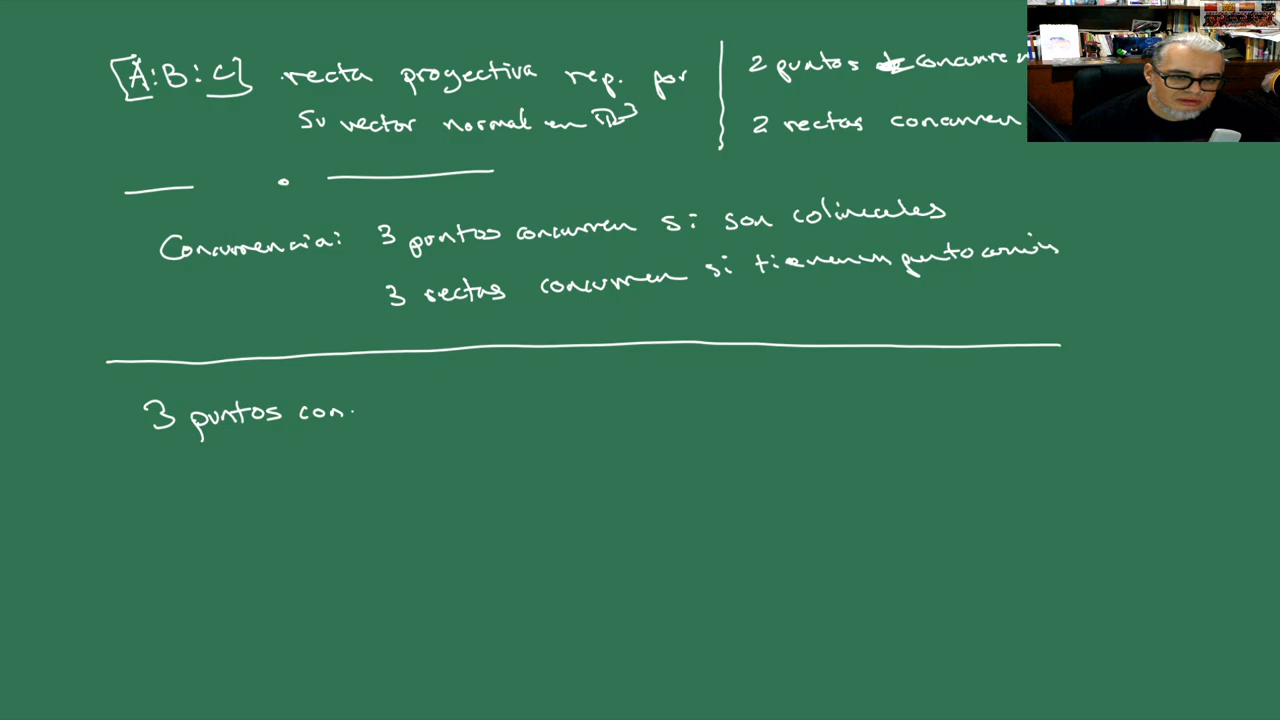 [A:B:C] recta proyectiva rep. por
su vector normal en ℝ³
2 puntos concurren
2 rectas concurren
Concurrencia: 3 puntos concurren si son colineales
3 rectas concurren si tienen un punto común
3 puntos con